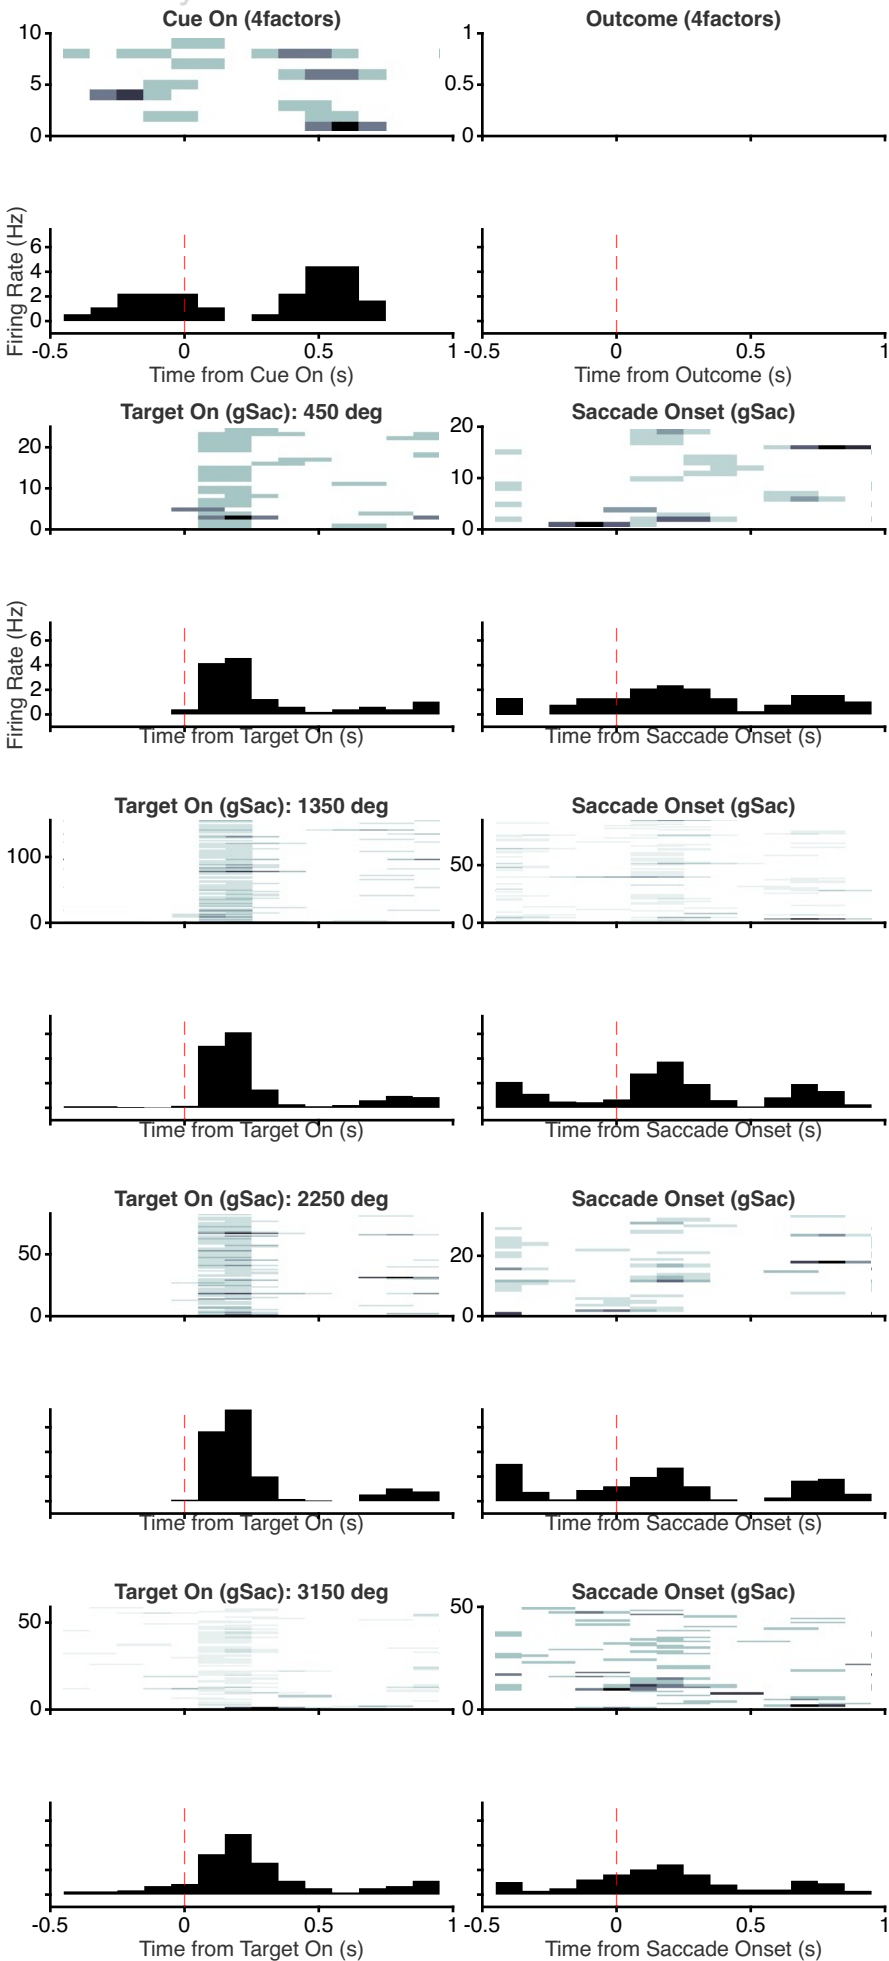 Cue On (4factors)
Outcome (4factors)
10
5
0
1
0.5
0
Firing Rate (Hz)
6
4
2
0
-0.5 0 0.5 1
-0.5 0 0.5 1
Time from Cue On (s)
Time from Outcome (s)
Target On (gSac): 450 deg
Saccade Onset (gSac)
20
10
0
20
10
0
Firing Rate (Hz)
6
4
2
0
Time from Target On (s)
Time from Saccade Onset (s)
Target On (gSac): 1350 deg
Saccade Onset (gSac)
100
0
50
0
Time from Target On (s)
Time from Saccade Onset (s)
Target On (gSac): 2250 deg
Saccade Onset (gSac)
50
0
20
0
Time from Target On (s)
Time from Saccade Onset (s)
Target On (gSac): 3150 deg
Saccade Onset (gSac)
50
0
50
0
-0.5 0 0.5 1
-0.5 0 0.5 1
Time from Target On (s)
Time from Saccade Onset (s)